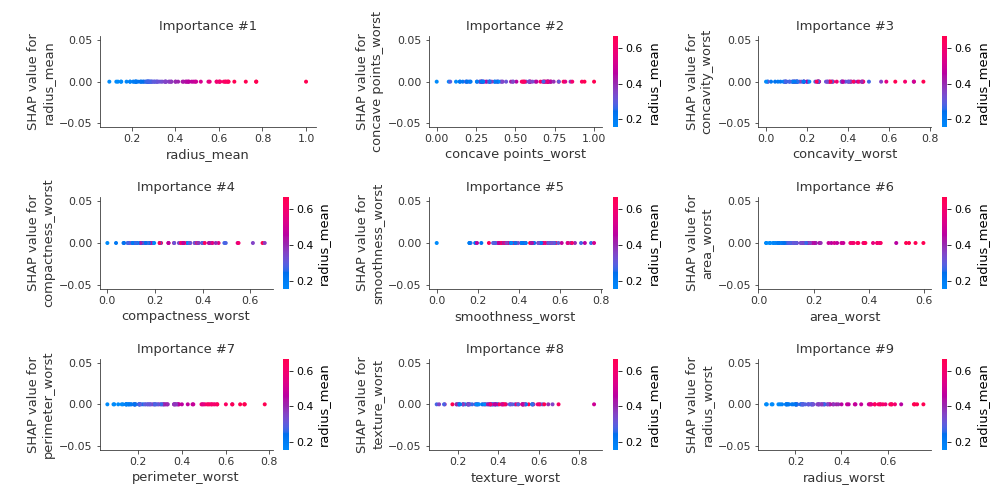 Importance #1
SHAP value for
radius_mean
0.05
0.00
−0.05
0.2
0.4
0.6
0.8
1.0
radius_mean
Importance #2
SHAP value for
concave points_worst
0.05
0.00
−0.05
0.00
0.25
0.50
0.75
1.00
concave points_worst
0.6
0.4
0.2
radius_mean
Importance #3
SHAP value for
concavity_worst
0.05
0.00
−0.05
0.0
0.2
0.4
0.6
0.8
concavity_worst
0.6
0.4
0.2
radius_mean
Importance #4
SHAP value for
compactness_worst
0.05
0.00
−0.05
0.0
0.2
0.4
0.6
compactness_worst
0.6
0.4
0.2
radius_mean
Importance #5
SHAP value for
smoothness_worst
0.05
0.00
−0.05
0.0
0.2
0.4
0.6
0.8
smoothness_worst
0.6
0.4
0.2
radius_mean
Importance #6
SHAP value for
area_worst
0.05
0.00
−0.05
0.0
0.2
0.4
0.6
area_worst
0.6
0.4
0.2
radius_mean
Importance #7
SHAP value for
perimeter_worst
0.05
0.00
−0.05
0.2
0.4
0.6
0.8
perimeter_worst
0.6
0.4
0.2
radius_mean
Importance #8
SHAP value for
texture_worst
0.05
0.00
−0.05
0.2
0.4
0.6
0.8
texture_worst
0.6
0.4
0.2
radius_mean
Importance #9
SHAP value for
radius_worst
0.05
0.00
−0.05
0.2
0.4
0.6
radius_worst
0.6
0.4
0.2
radius_mean